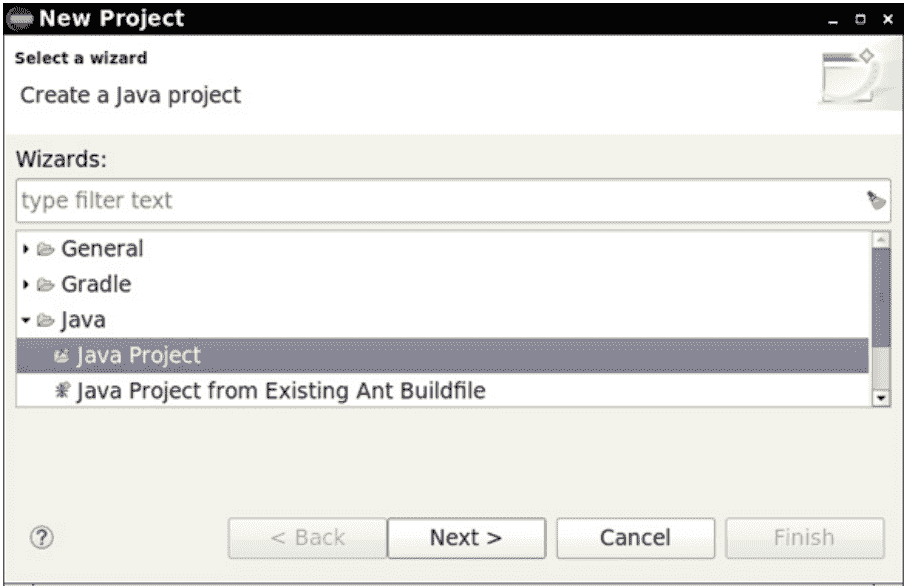 New Project
Select a wizard
Create a Java project
Wizards:
type filter text
General
Gradle
Java
Java Project
Java Project from Existing Ant Buildfile
?
< Back Next > Cancel Finish